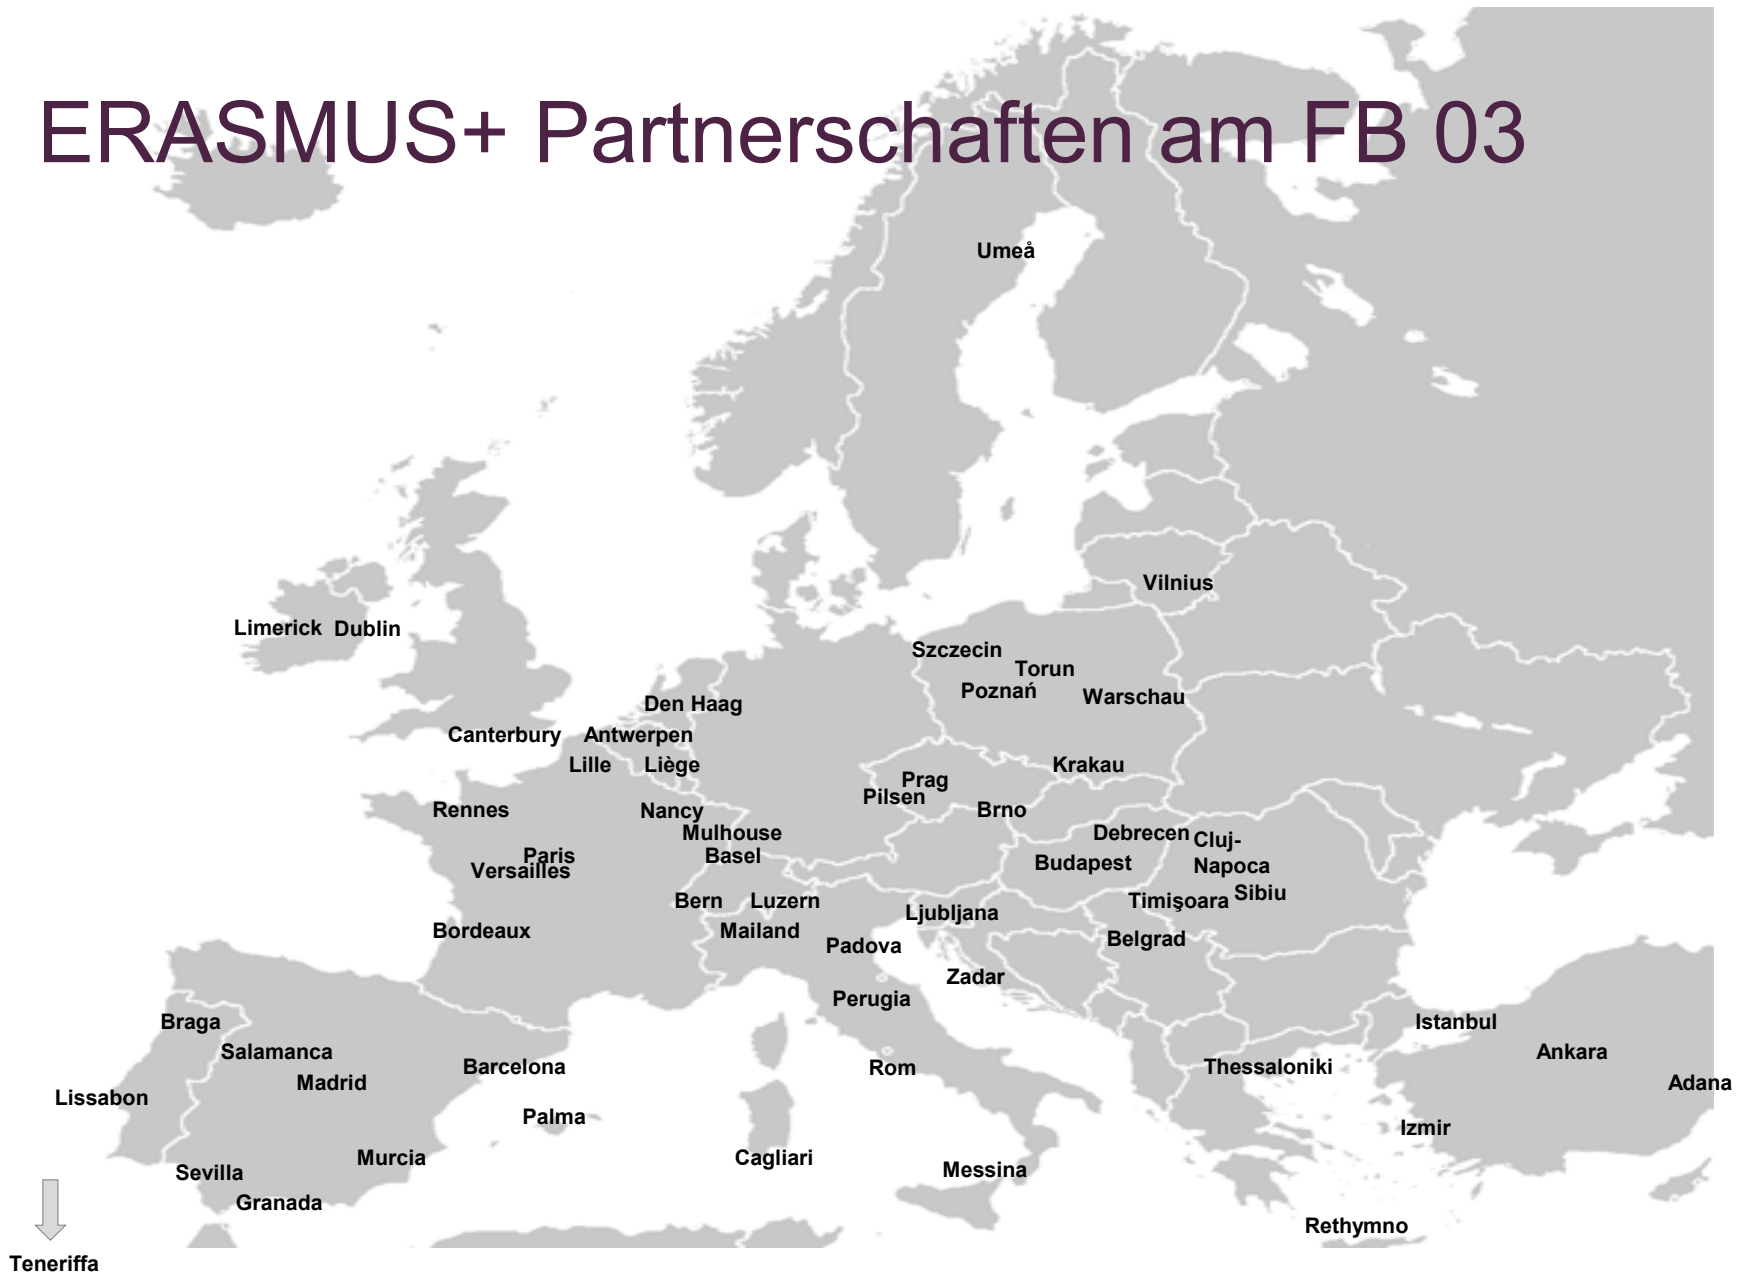 ERASMUS+ Partnerschaften am FB 03
Umeå
Vilnius
Limerick
Dublin
Szczecin
Torun
Poznań
Warschau
Den Haag
Canterbury
Antwerpen
Lille
Liège
Krakau
Prag
Pilsen
Brno
Rennes
Nancy
Mulhouse
Debrecen
Cluj-
Napoca
Paris
Versailles
Basel
Budapest
Bern
Luzern
Timişoara
Sibiu
Ljubljana
Bordeaux
Mailand
Padova
Belgrad
Zadar
Perugia
Braga
Istanbul
Salamanca
Ankara
Barcelona
Rom
Thessaloniki
Madrid
Adana
Lissabon
Palma
Izmir
Murcia
Cagliari
Messina
Sevilla
Granada
Rethymno
Teneriffa